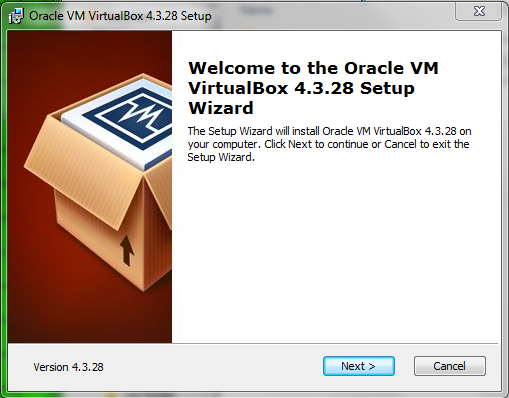 Oracle VM VirtualBox 4.3.28 Setup
Welcome to the Oracle VM
VirtualBox 4.3.28 Setup
Wizard
The Setup Wizard will install Oracle VM VirtualBox 4.3.28 on
your computer. Click Next to continue or Cancel to exit the
Setup Wizard.
Version 4.3.28
Next >
Cancel